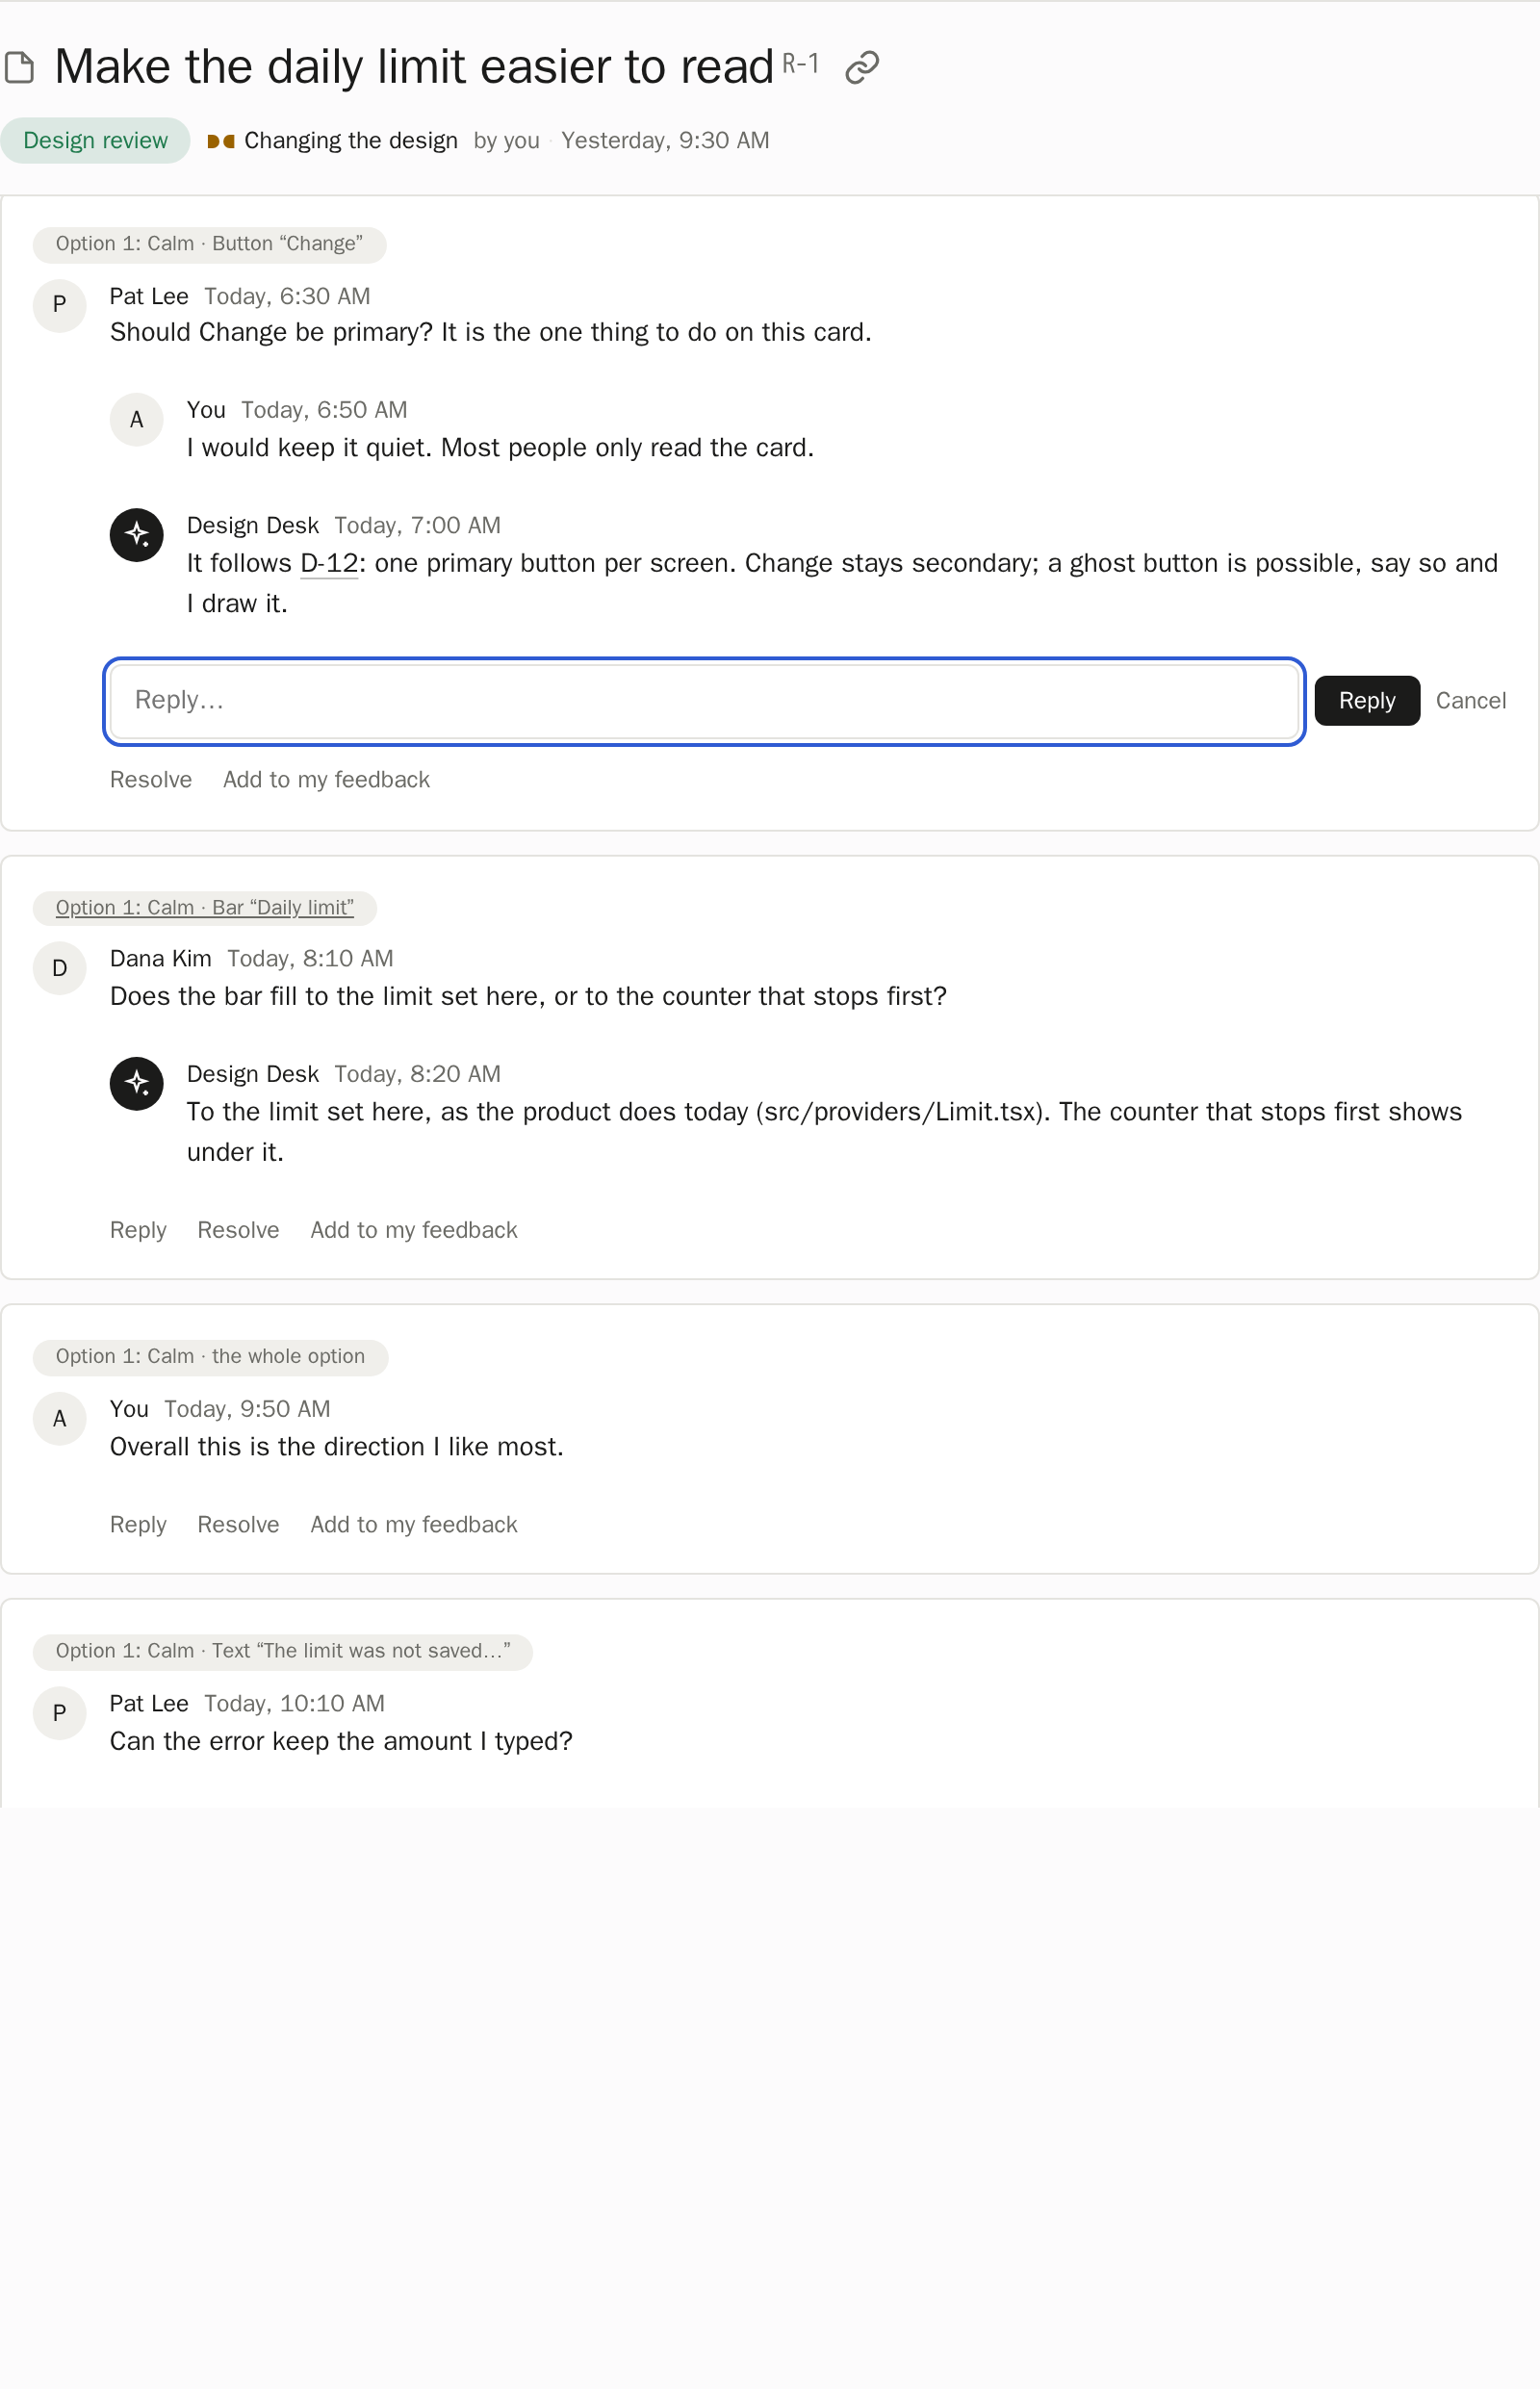 Make the daily limit easier to read R-1
Design review Changing the design by you · Yesterday, 9:30 AM
Option 1: Calm · Button “Change”
P Pat Lee Today, 6:30 AM
Should Change be primary? It is the one thing to do on this card.
A You Today, 6:50 AM
I would keep it quiet. Most people only read the card.
Design Desk Today, 7:00 AM
It follows D-12: one primary button per screen. Change stays secondary; a ghost button is possible, say so and
I draw it.
Reply… Reply Cancel
Resolve Add to my feedback
Option 1: Calm · Bar “Daily limit”
D Dana Kim Today, 8:10 AM
Does the bar fill to the limit set here, or to the counter that stops first?
Design Desk Today, 8:20 AM
To the limit set here, as the product does today (src/providers/Limit.tsx). The counter that stops first shows
under it.
Reply Resolve Add to my feedback
Option 1: Calm · the whole option
A You Today, 9:50 AM
Overall this is the direction I like most.
Reply Resolve Add to my feedback
Option 1: Calm · Text “The limit was not saved…”
P Pat Lee Today, 10:10 AM
Can the error keep the amount I typed?